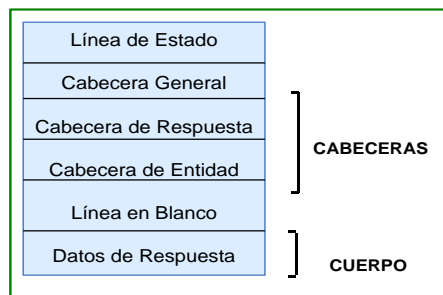 Línea de Estado
Cabecera General
Cabecera de Respuesta
Cabecera de Entidad
Línea en Blanco
Datos de Respuesta
CABECERAS
CUERPO